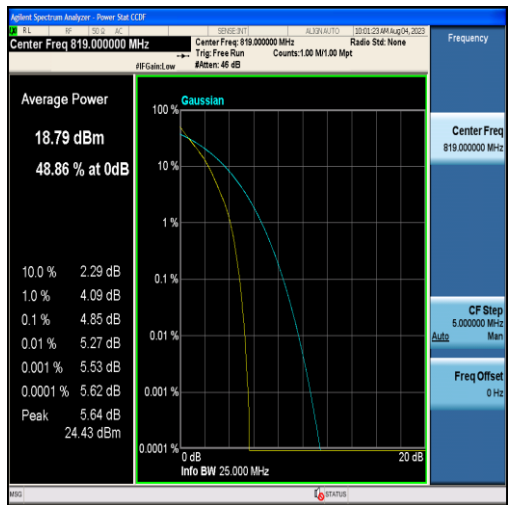 Agilent Spectrum Analyzer - Power Stat CCDF
RL RF 50 Ω AC SENSE:INT ALIGN AUTO 10:01:23 AM Aug 04, 2023
Center Freq 819.000000 MHz
Center Freq: 819.000000 MHz Radio Std: None
Trig: Free Run Counts:1.00 M/1.00 Mpt
#IFGain:Low #Atten: 46 dB
Frequency
Average Power
18.79 dBm
48.86 % at 0dB
10.0 % 2.29 dB
1.0 % 4.09 dB
0.1 % 4.85 dB
0.01 % 5.27 dB
0.001 % 5.53 dB
0.0001 % 5.62 dB
Peak 5.64 dB
24.43 dBm
Gaussian
100 %
10 %
1 %
0.1 %
0.01 %
0.001 %
0.0001 %
0 dB 20 dB
Info BW 25.000 MHz
Center Freq
819.000000 MHz
CF Step
5.000000 MHz
Auto Man
Freq Offset
0 Hz
MSG STATUS